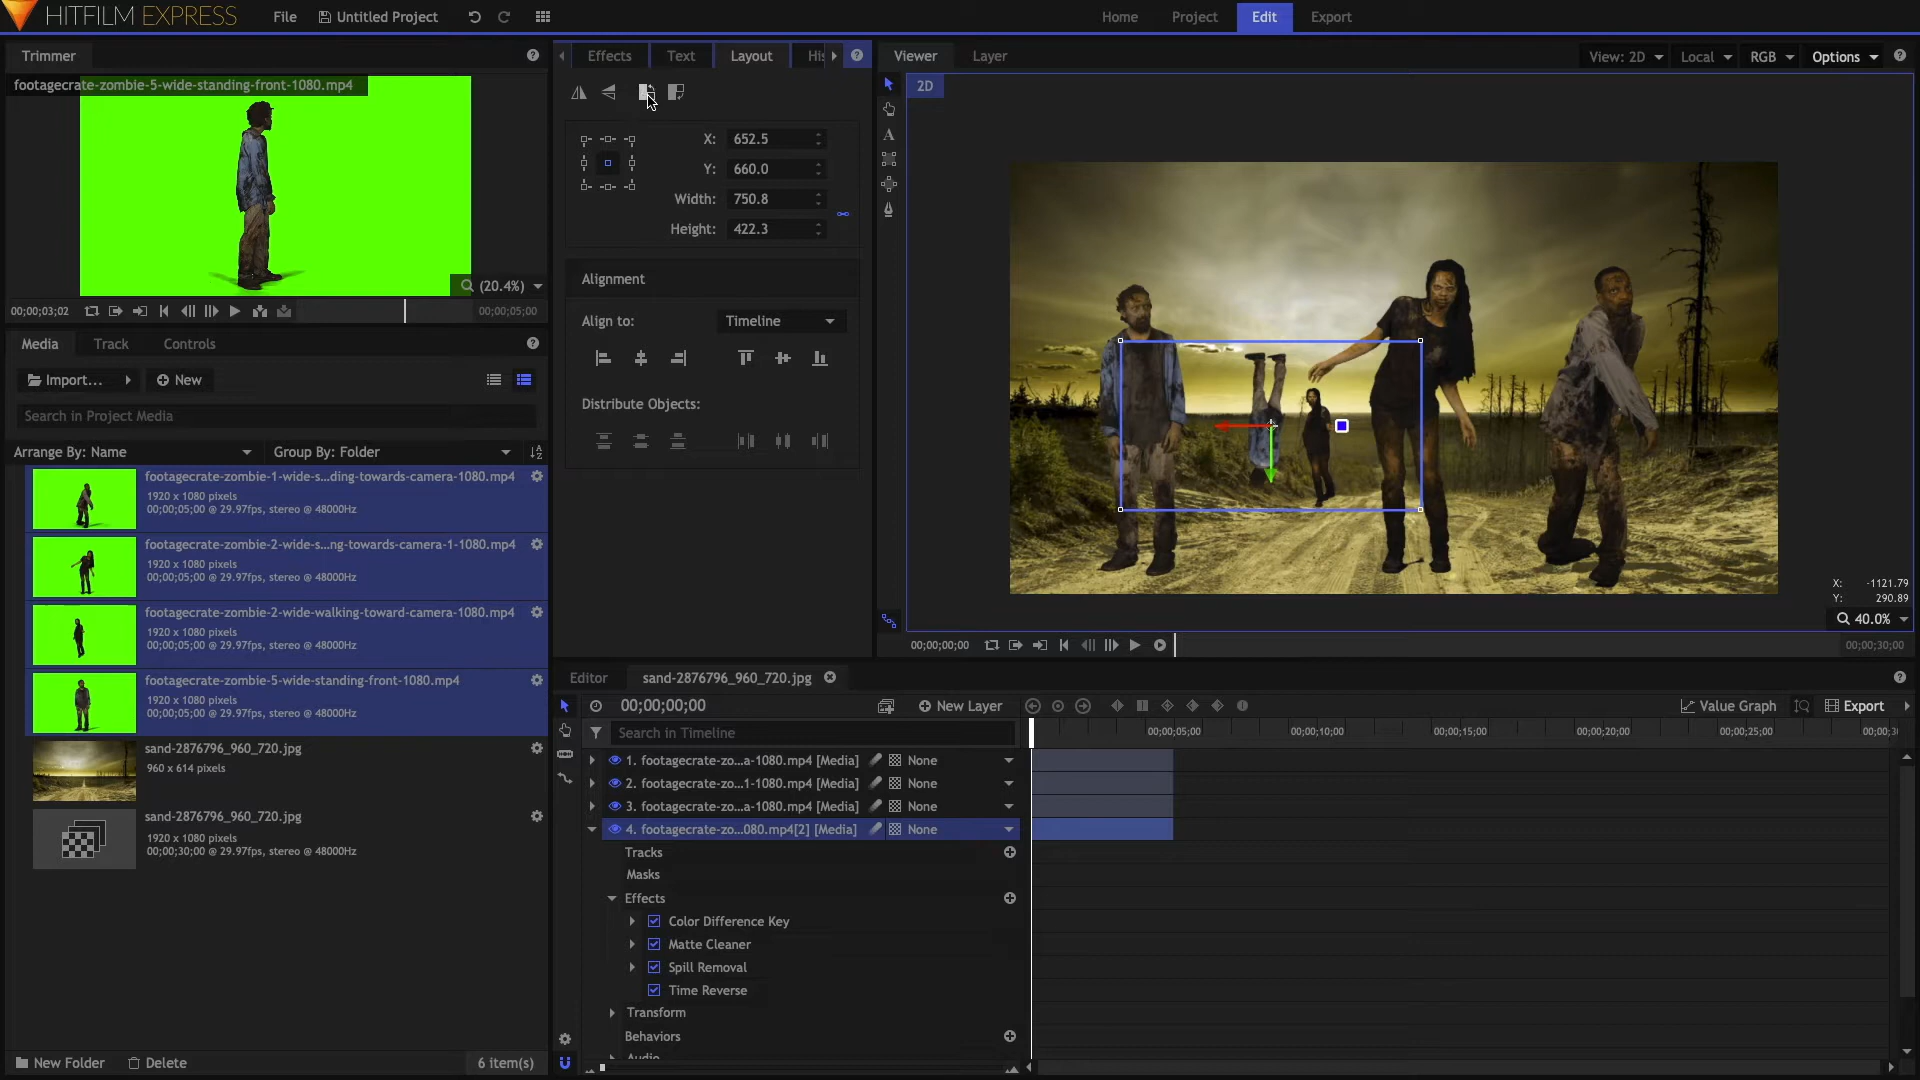 HITFILM EXPRESS
File
Untitled Project
Home
Project
Edit
Export
Trimmer
footagecrate-zombie-5-wide-standing-front-1080.mp4
(20.4%)
00;00;03;02
00;00;05;00
Media
Track
Controls
Import...
New
Search in Project Media
Arrange By: Name
Group By: Folder
footagecrate-zombie-1-wide-s...ding-towards-camera-1080.mp4
1920 x 1080 pixels
00;00;05;00 @ 29.97fps, stereo @ 48000Hz
footagecrate-zombie-2-wide-s...ng-towards-camera-1-1080.mp4
1920 x 1080 pixels
00;00;05;00 @ 29.97fps, stereo @ 48000Hz
footagecrate-zombie-2-wide-walking-toward-camera-1080.mp4
1920 x 1080 pixels
00;00;05;00 @ 29.97fps, stereo @ 48000Hz
footagecrate-zombie-5-wide-standing-front-1080.mp4
1920 x 1080 pixels
00;00;05;00 @ 29.97fps, stereo @ 48000Hz
sand-2876796_960_720.jpg
960 x 614 pixels
sand-2876796_960_720.jpg
1920 x 1080 pixels
00;00;30;00 @ 29.97fps, stereo @ 48000Hz
New Folder
Delete
6 item(s)
Effects
Text
Layout
His
X: 652.5
Y: 660.0
Width: 750.8
Height: 422.3
Alignment
Align to:
Timeline
Distribute Objects:
Viewer
Layer
View: 2D
Local
RGB
Options
2D
X: -1121.79
Y: 290.89
40.0%
00;00;00;00
00;00;30;00
Editor
sand-2876796_960_720.jpg
00;00;00;00
New Layer
Value Graph
Export
Search in Timeline
00;00;05;00
00;00;10;00
00;00;15;00
00;00;20;00
00;00;25;00
00;00;3
1. footagecrate-zo...a-1080.mp4 [Media]
None
2. footagecrate-zo...1-1080.mp4 [Media]
None
3. footagecrate-zo...a-1080.mp4 [Media]
None
4. footagecrate-zo...080.mp4[2] [Media]
None
Tracks
Masks
Effects
Color Difference Key
Matte Cleaner
Spill Removal
Time Reverse
Transform
Behaviors
Audio